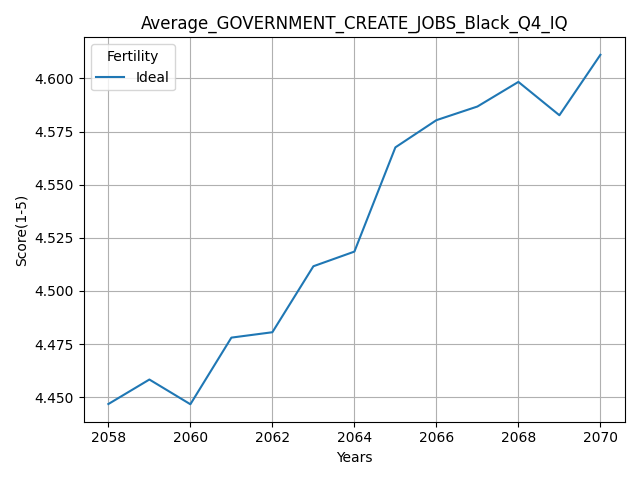 Average_GOVERNMENT_CREATE_JOBS_Black_Q4_IQ
Fertility
Ideal
4.600
4.575
4.550
4.525
4.500
4.475
4.450
Score(1-5)
2058 2060 2062 2064 2066 2068 2070
Years